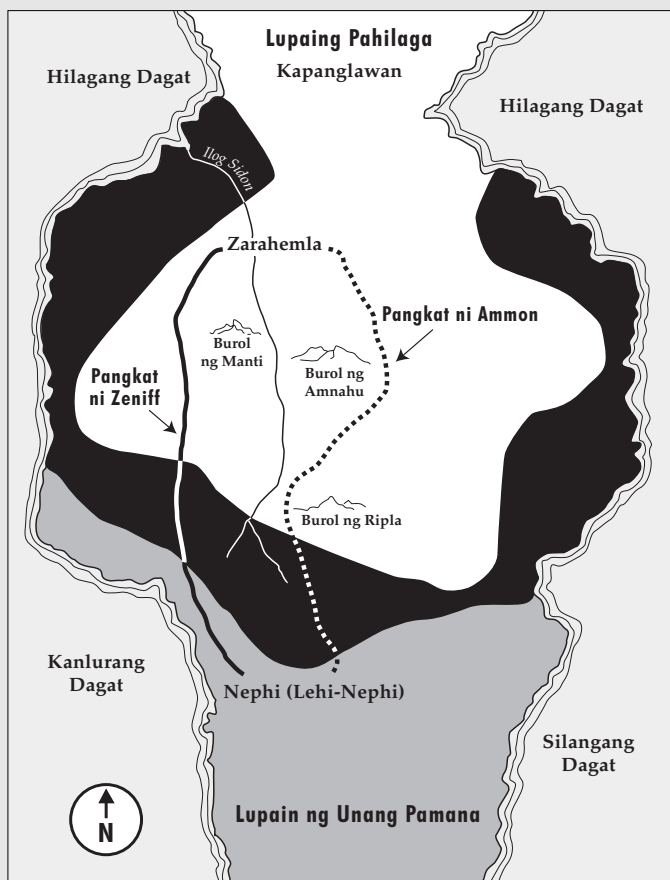 Lupaing Pahilaga
Kapanglawan
Hilagang Dagat
Hilagang Dagat
Ilog Sidon
Zarahemla
Pangkat ni Ammon
Burol
ng Manti
Burol ng
Amnahu
Pangkat
ni Zeniff
Burol ng Ripla
Kanlurang
Dagat
Nephi (Lehi-Nephi)
Silangang
Dagat
Lupain ng Unang Pamana
N